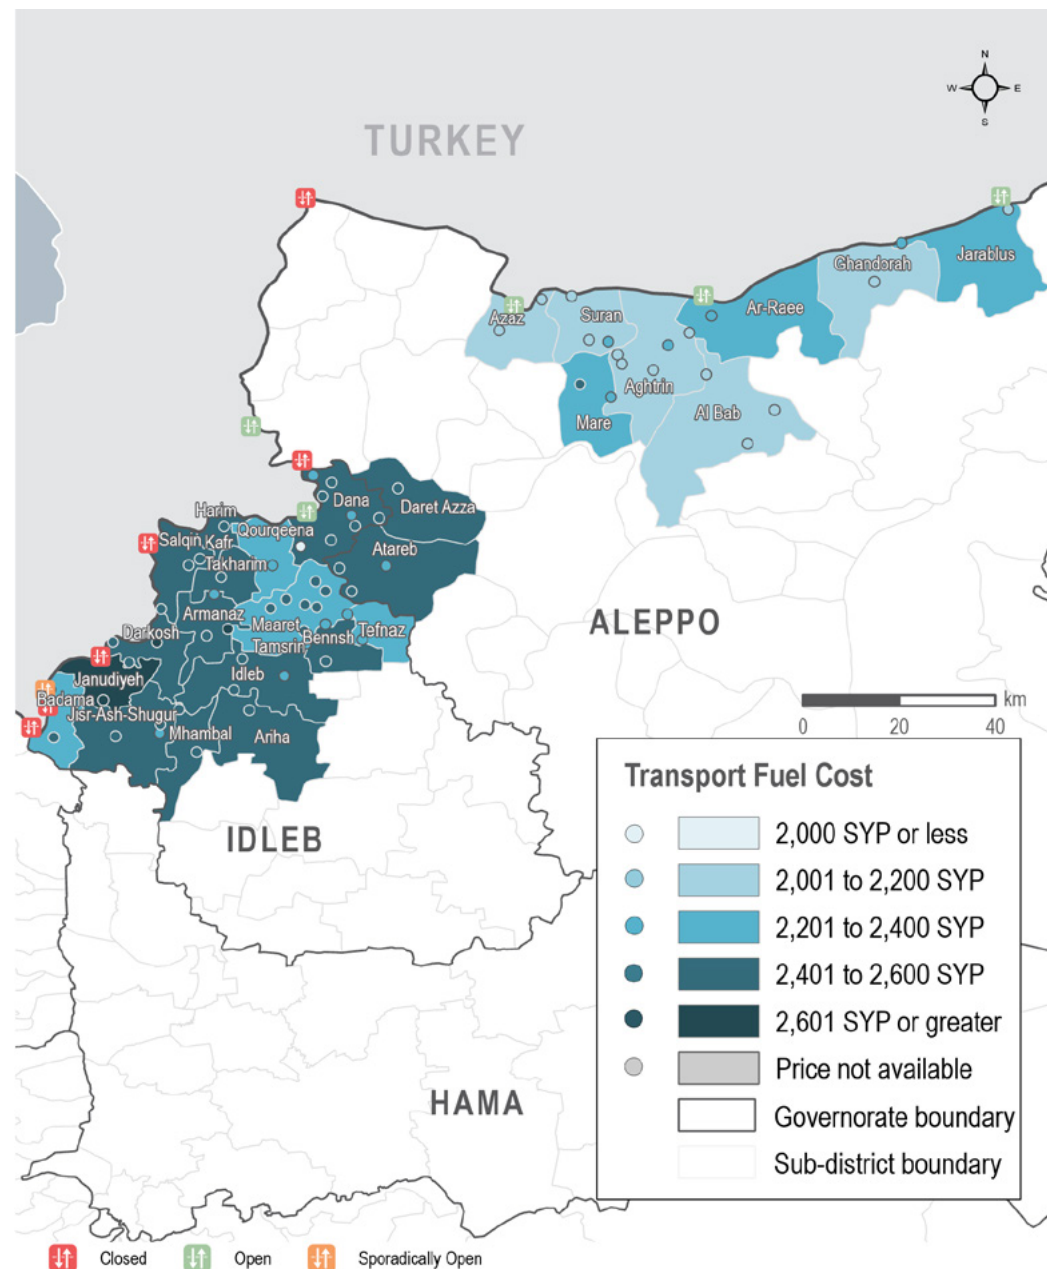 N
W E
S
TURKEY
Ghandorah
Jarablus
Ar-Raee
Azaz
Suran
Aghtrin
Al Bab
Mare
Dana
Daret Azza
Harim
Qourqeena
Salqin
Kafr
Takharim
Atareb
Armanaz
Maaret
Tamsrin
Bennsh
Tefnaz
Darkosh
Janudiyeh
Idleb
Badama
Jisr-Ash-Shugur
Mhambal
Ariha
ALEPPO
km
0 20 40
IDLEB
HAMA
Transport Fuel Cost
2,000 SYP or less
2,001 to 2,200 SYP
2,201 to 2,400 SYP
2,401 to 2,600 SYP
2,601 SYP or greater
Price not available
Governorate boundary
Sub-district boundary
Closed Open Sporadically Open